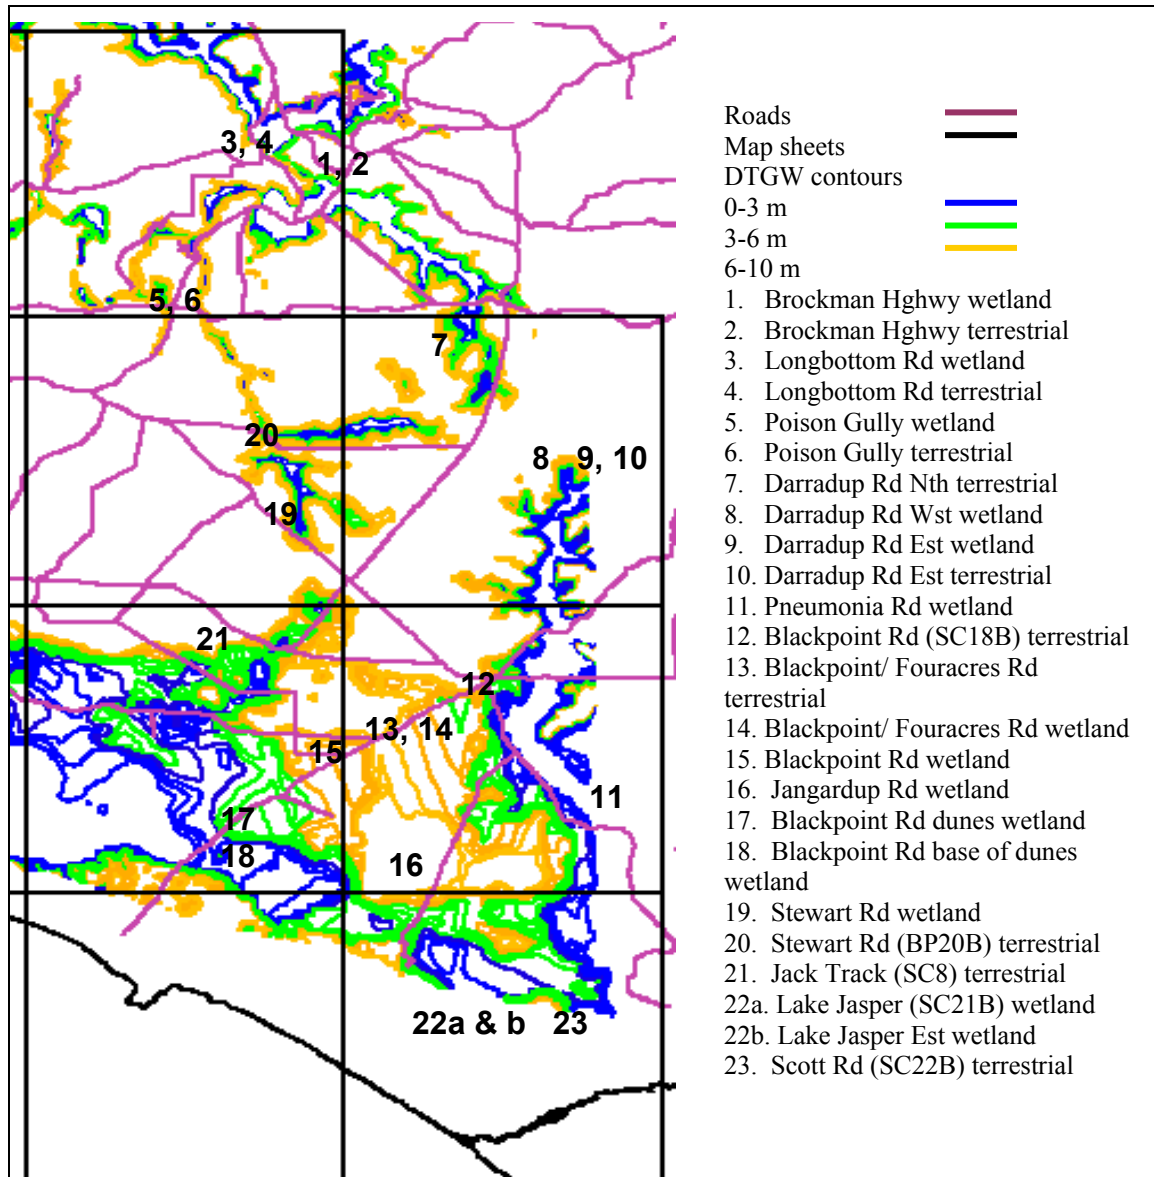 3, 4
1, 2
5, 6
7
20
8 9, 10
19
21
12
13, 14
15
11
17
18
16
22a & b 23
Roads
Map sheets
DTGW contours
0-3 m
3-6 m
6-10 m
1. Brockman Hghwy wetland
2. Brockman Hghwy terrestrial
3. Longbottom Rd wetland
4. Longbottom Rd terrestrial
5. Poison Gully wetland
6. Poison Gully terrestrial
7. Darradup Rd Nth terrestrial
8. Darradup Rd Wst wetland
9. Darradup Rd Est wetland
10. Darradup Rd Est terrestrial
11. Pneumonia Rd wetland
12. Blackpoint Rd (SC18B) terrestrial
13. Blackpoint/ Fouracres Rd
terrestrial
14. Blackpoint/ Fouracres Rd wetland
15. Blackpoint Rd wetland
16. Jangardup Rd wetland
17. Blackpoint Rd dunes wetland
18. Blackpoint Rd base of dunes
wetland
19. Stewart Rd wetland
20. Stewart Rd (BP20B) terrestrial
21. Jack Track (SC8) terrestrial
22a. Lake Jasper (SC21B) wetland
22b. Lake Jasper Est wetland
23. Scott Rd (SC22B) terrestrial